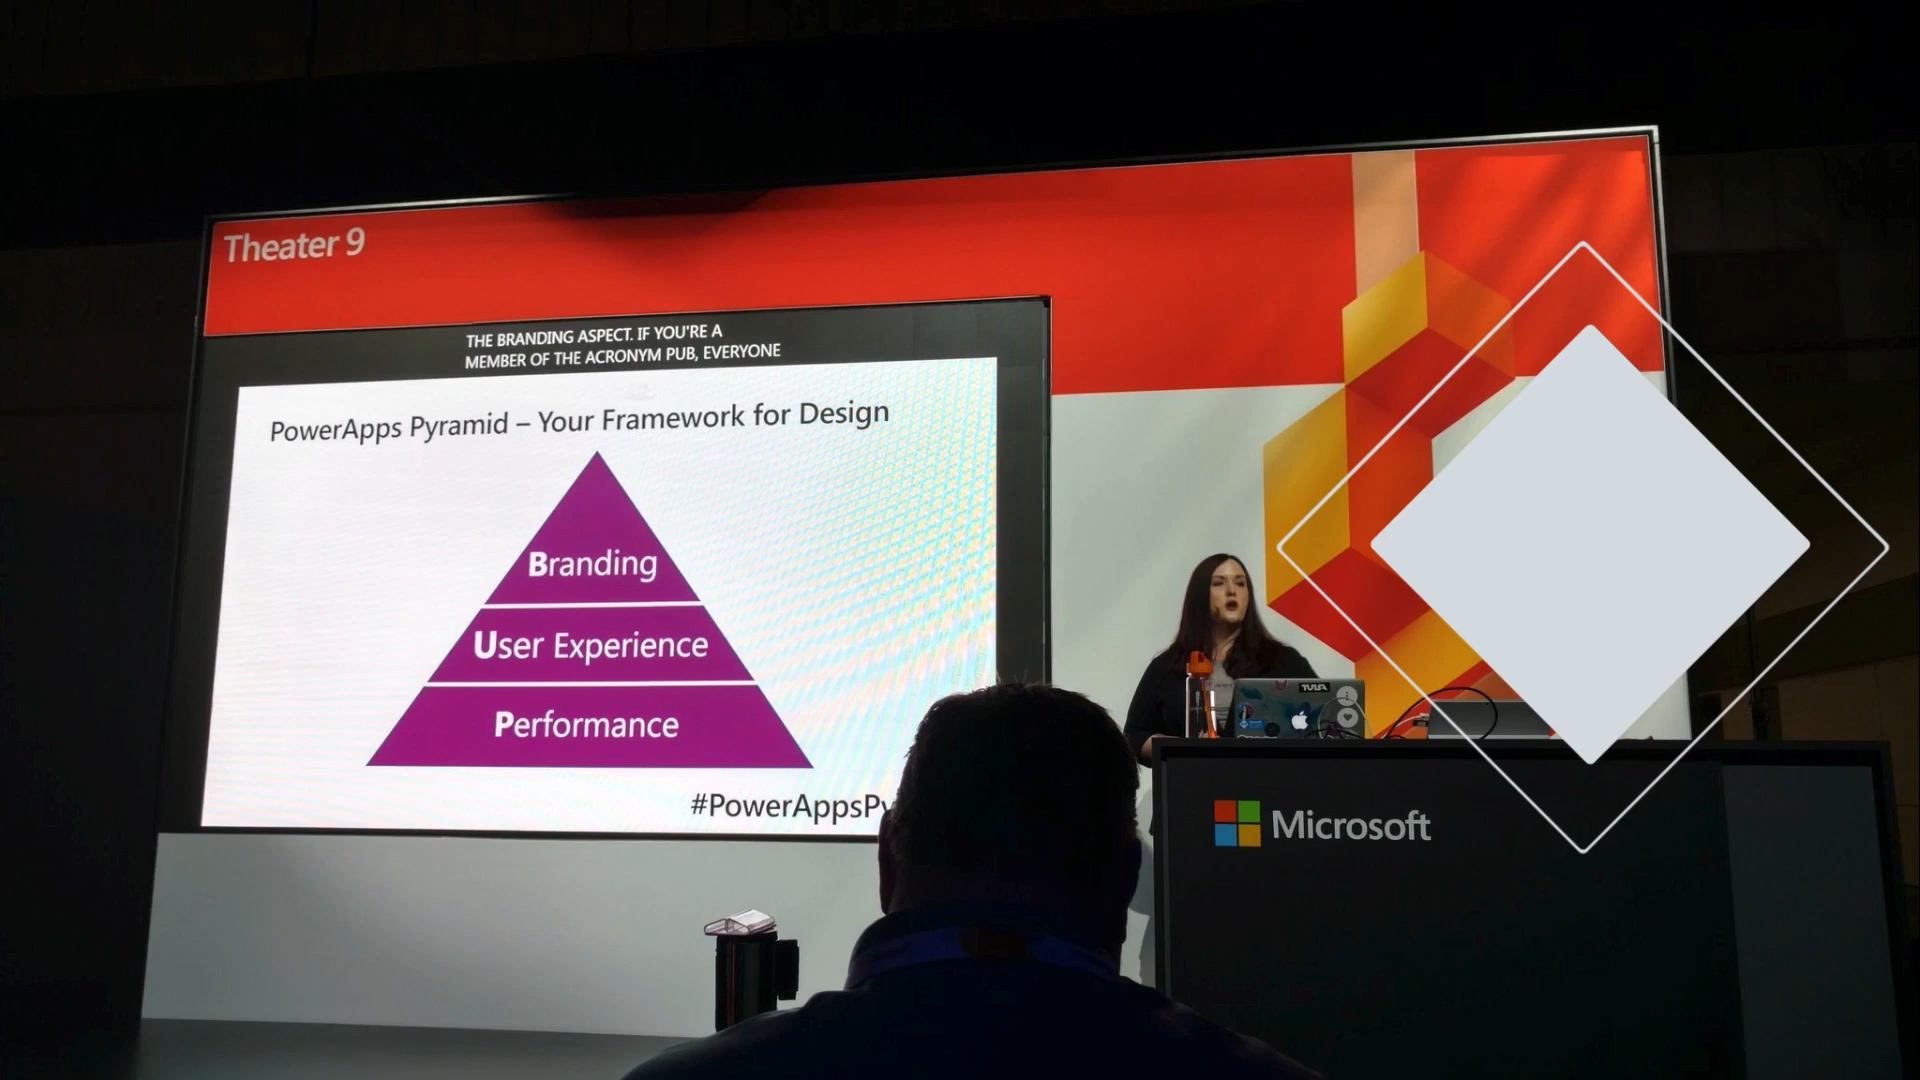 Theater 9
THE BRANDING ASPECT. IF YOU'RE A
MEMBER OF THE ACRONYM PUB, EVERYONE
PowerApps Pyramid – Your Framework for Design
Branding
User Experience
Performance
#PowerAppsPy
TULSA
Microsoft